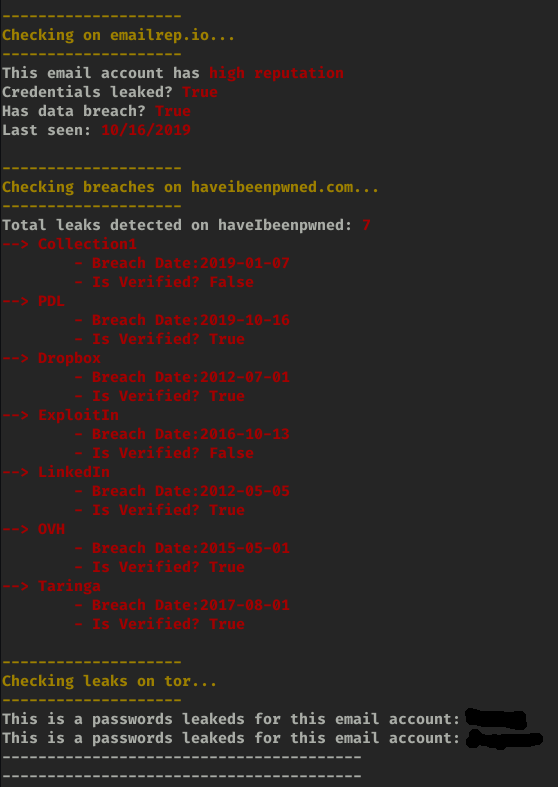 --------------------
Checking on emailrep.io...
--------------------
This email account has high reputation
Credentials leaked? True
Has data breach? True
Last seen: 10/16/2019
--------------------
Checking breaches on haveibeenpwned.com...
--------------------
Total leaks detected on haveIbeenpwned: 7
--> Collection1
- Breach Date:2019-01-07
- Is Verified? False
--> PDL
- Breach Date:2019-10-16
- Is Verified? True
--> Dropbox
- Breach Date:2012-07-01
- Is Verified? True
--> ExploitIn
- Breach Date:2016-10-13
- Is Verified? False
--> LinkedIn
- Breach Date:2012-05-05
- Is Verified? True
--> OVH
- Breach Date:2015-05-01
- Is Verified? True
--> Taringa
- Breach Date:2017-08-01
- Is Verified? True
--------------------
Checking leaks on tor...
--------------------
This is a passwords leakeds for this email account:
This is a passwords leakeds for this email account:
----------------------------------------
----------------------------------------